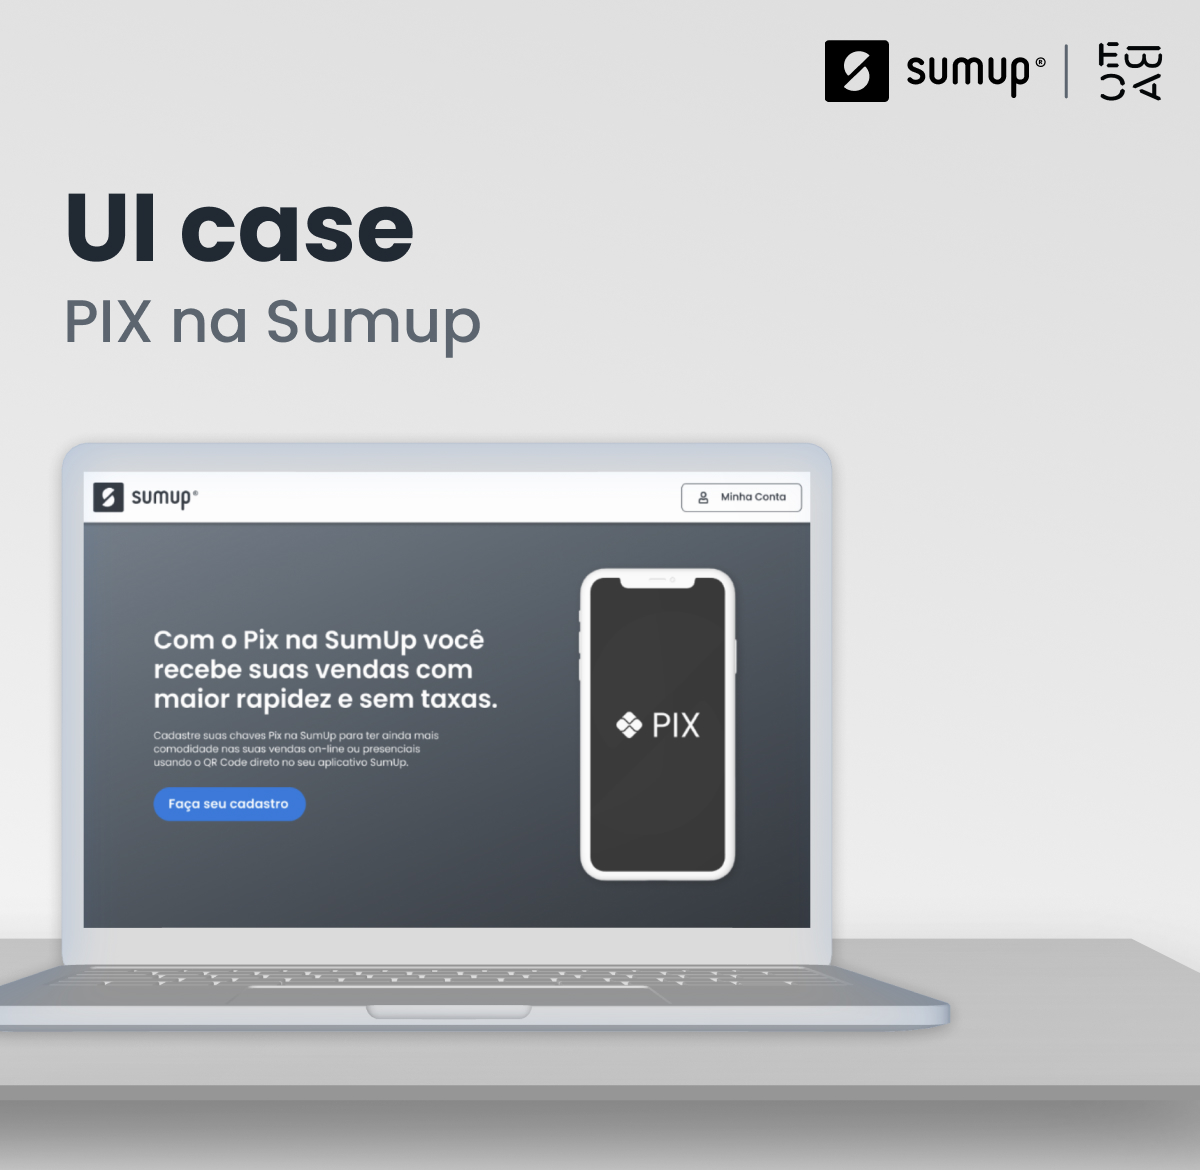 sumup®
UI case
PIX na Sumup
sumup®
Minha Conta
Com o Pix na SumUp você
recebe suas vendas com
maior rapidez e sem taxas.
Cadastre suas chaves Pix na SumUp para ter ainda mais
comodidade nas suas vendas on-line ou presenciais
usando o QR Code direto no seu aplicativo SumUp.
Faça seu cadastro
PIX